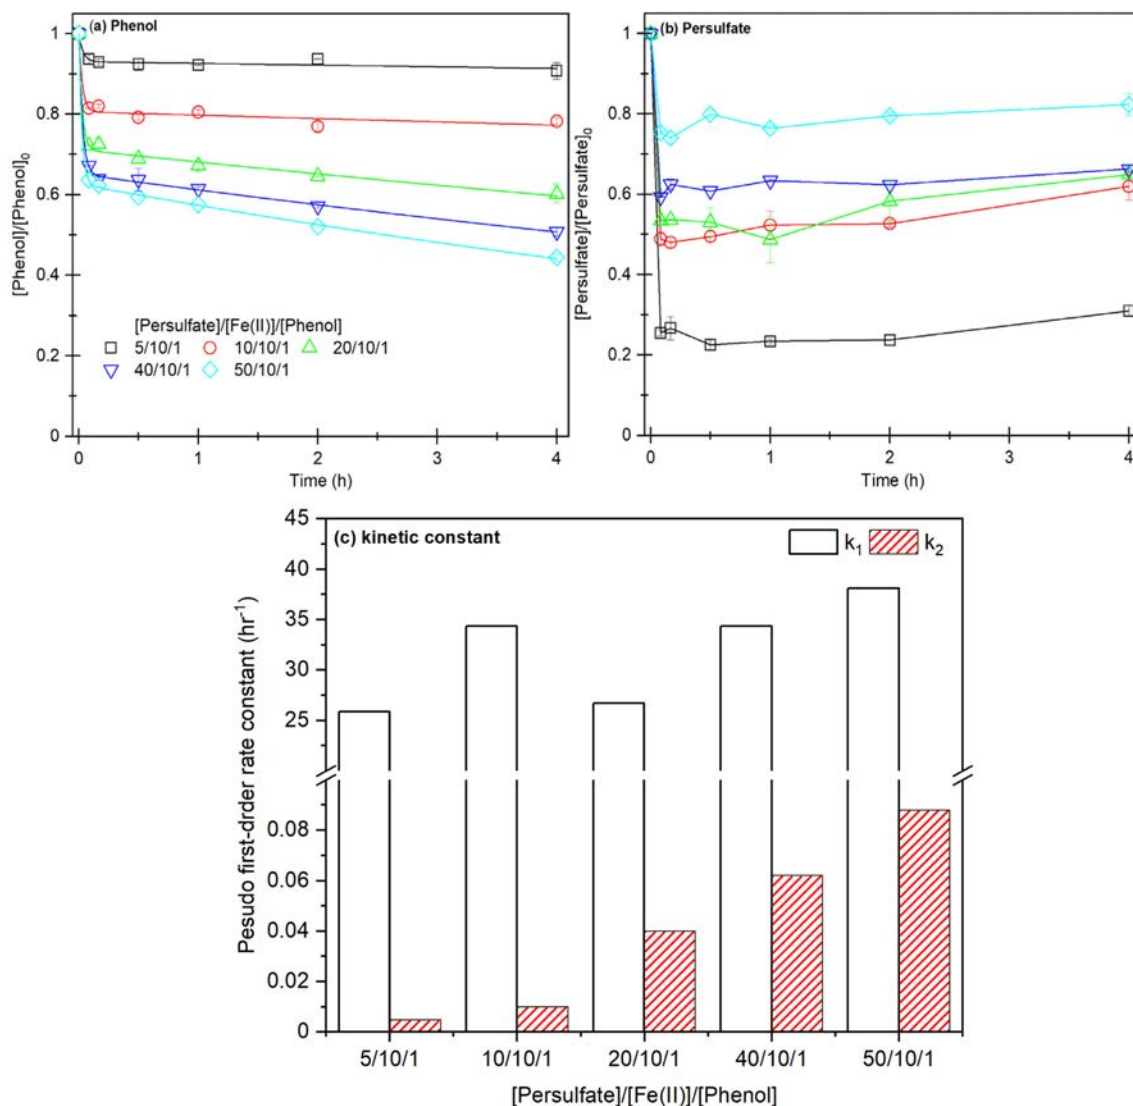 (a) Phenol
1
0.8
0.6
0.4
0.2
0
[Phenol]/[Phenol]0
[Persulfate]/[Fe(II)]/[Phenol]
5/10/1 10/10/1 20/10/1
40/10/1 50/10/1
0 1 2 3 4
Time (h)
(b) Persulfate
1
0.8
0.6
0.4
0.2
0
[Persulfate]/[Persulfate]0
0 1 2 3 4
Time (h)
(c) kinetic constant
k1 k2
45
40
35
30
25
0.08
0.06
0.04
0.02
0
Pesudo first-drder rate constant (hr-1)
5/10/1 10/10/1 20/10/1 40/10/1 50/10/1
[Persulfate]/[Fe(II)]/[Phenol]